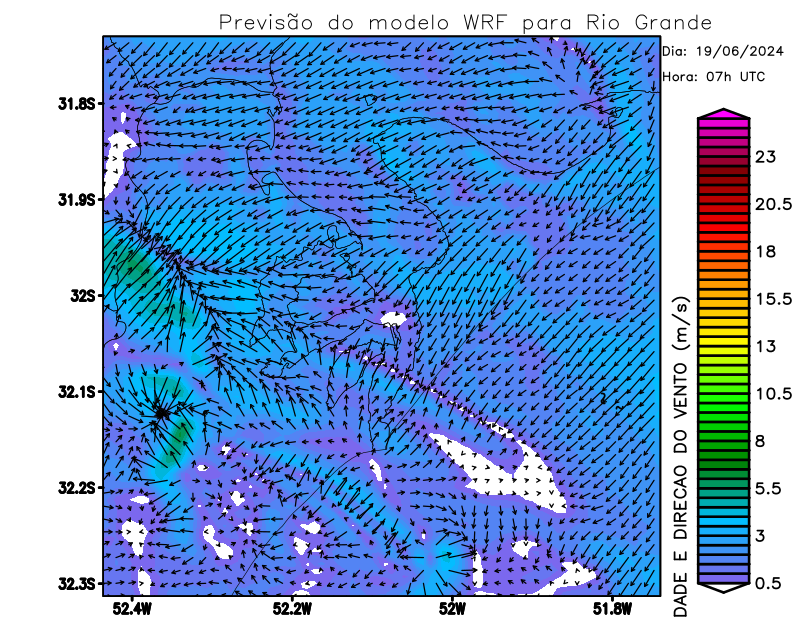 Previsão do modelo WRF para Rio Grande
Dia: 19/06/2024
Hora: 07h UTC
31.8S
31.9S
32S
32.1S
32.2S
32.3S
52.4W
52.2W
52W
51.8W
23
20.5
18
15.5
13
10.5
8
5.5
3
0.5
DADE E DIRECAO DO VENTO (m/s)
2